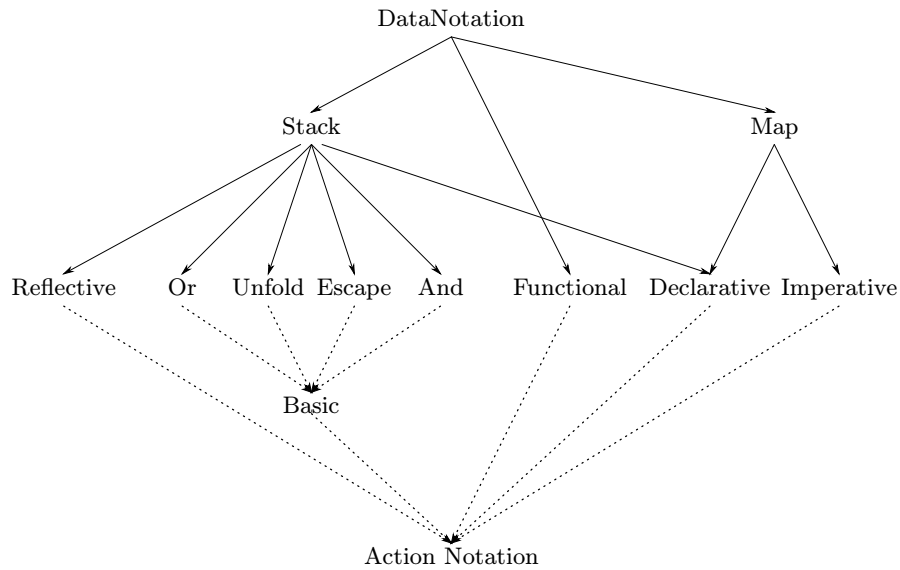 DataNotation
Stack Map
Reflective Or Unfold Escape And Functional Declarative Imperative
Basic
Action Notation